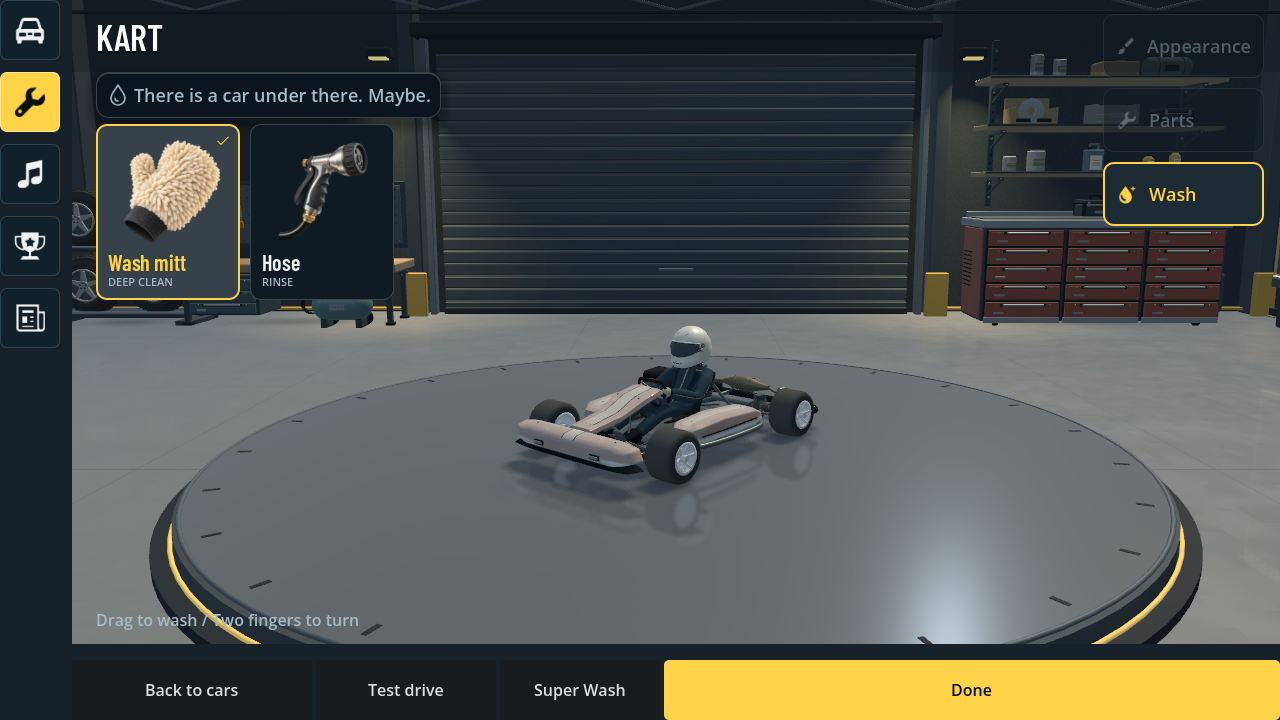 KART
There is a car under there. Maybe.
Wash mitt
DEEP CLEAN
Hose
RINSE
Appearance
Parts
Wash
Drag to wash / Two fingers to turn
Back to cars
Test drive
Super Wash
Done